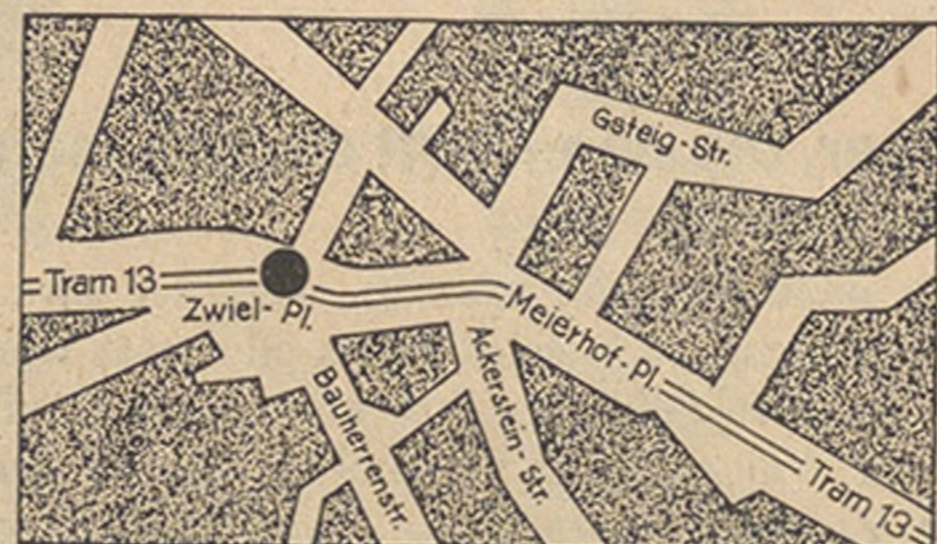 Gsteig-Str.
Tram 13
Zwiel-Pl.
Meierhof-Pl.
Ackerstein-Str.
Bauherrenstr.
Tram 13